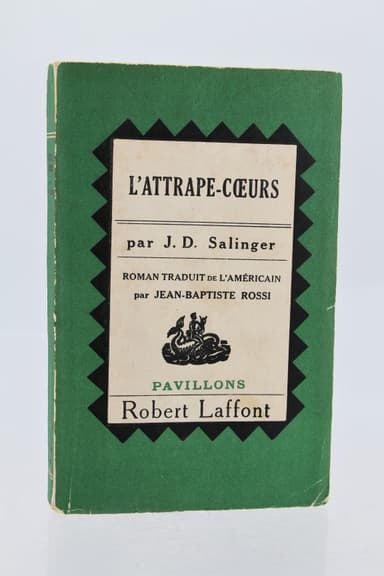 L'ATTRAPE-CŒURS
par J. D. Salinger
ROMAN TRADUIT DE L'AMÉRICAIN
par JEAN-BAPTISTE ROSSI
PAVILLONS
Robert Laffont